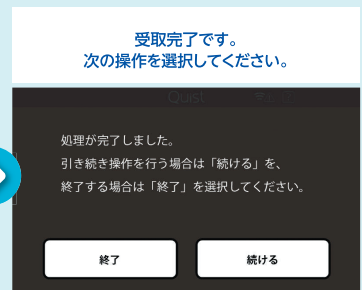 受取完了です。
次の操作を選択してください。
Quist
処理が完了しました。
引き続き操作を行う場合は「続ける」を、
終了する場合は「終了」を選択してください。
終了
続ける